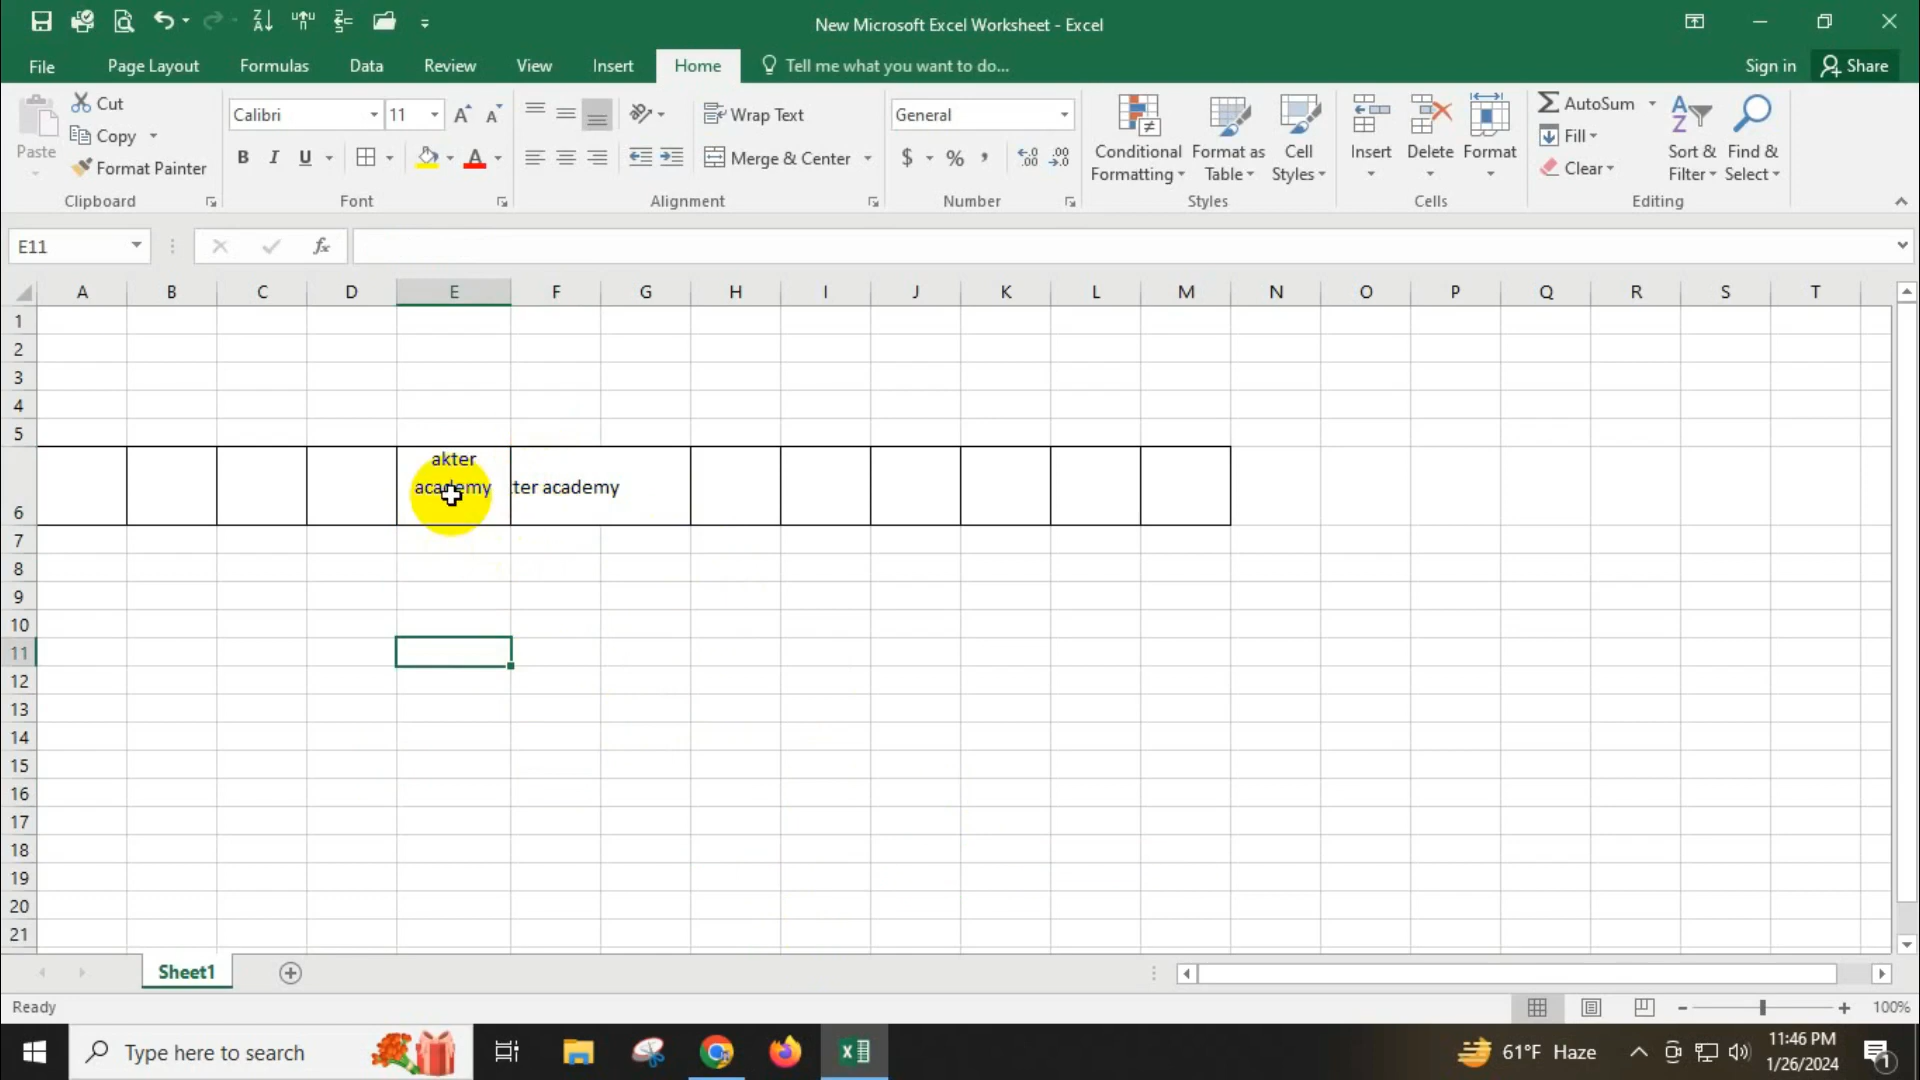 New Microsoft Excel Worksheet - Excel
File Page Layout Formulas Data Review View Insert Home Tell me what you want to do... Sign in Share
Paste Cut Copy Format Painter Clipboard
Calibri 11 B I U A Font
Wrap Text Merge & Center Alignment
General $ % , Number
Conditional Formatting Format as Table Cell Styles Styles
Insert Delete Format Cells
AutoSum Fill Clear Sort & Filter Find & Select Editing
E11 fx
A B C D E F G H I J K L M N O P Q R S T
1
2
3
4
5
akter
academy ter academy
6
7
8
9
10
11
12
13
14
15
16
17
18
19
20
21
Sheet1
Ready 100%
Type here to search 61°F Haze 11:46 PM
1/26/2024 1